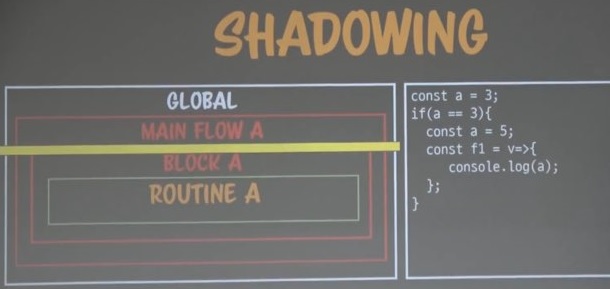 SHADOWING
GLOBAL
MAIN FLOW A
BLOCK A
ROUTINE A
const a = 3;
if(a == 3){
const a = 5;
const f1 = v=>{
console.log(a);
};
}